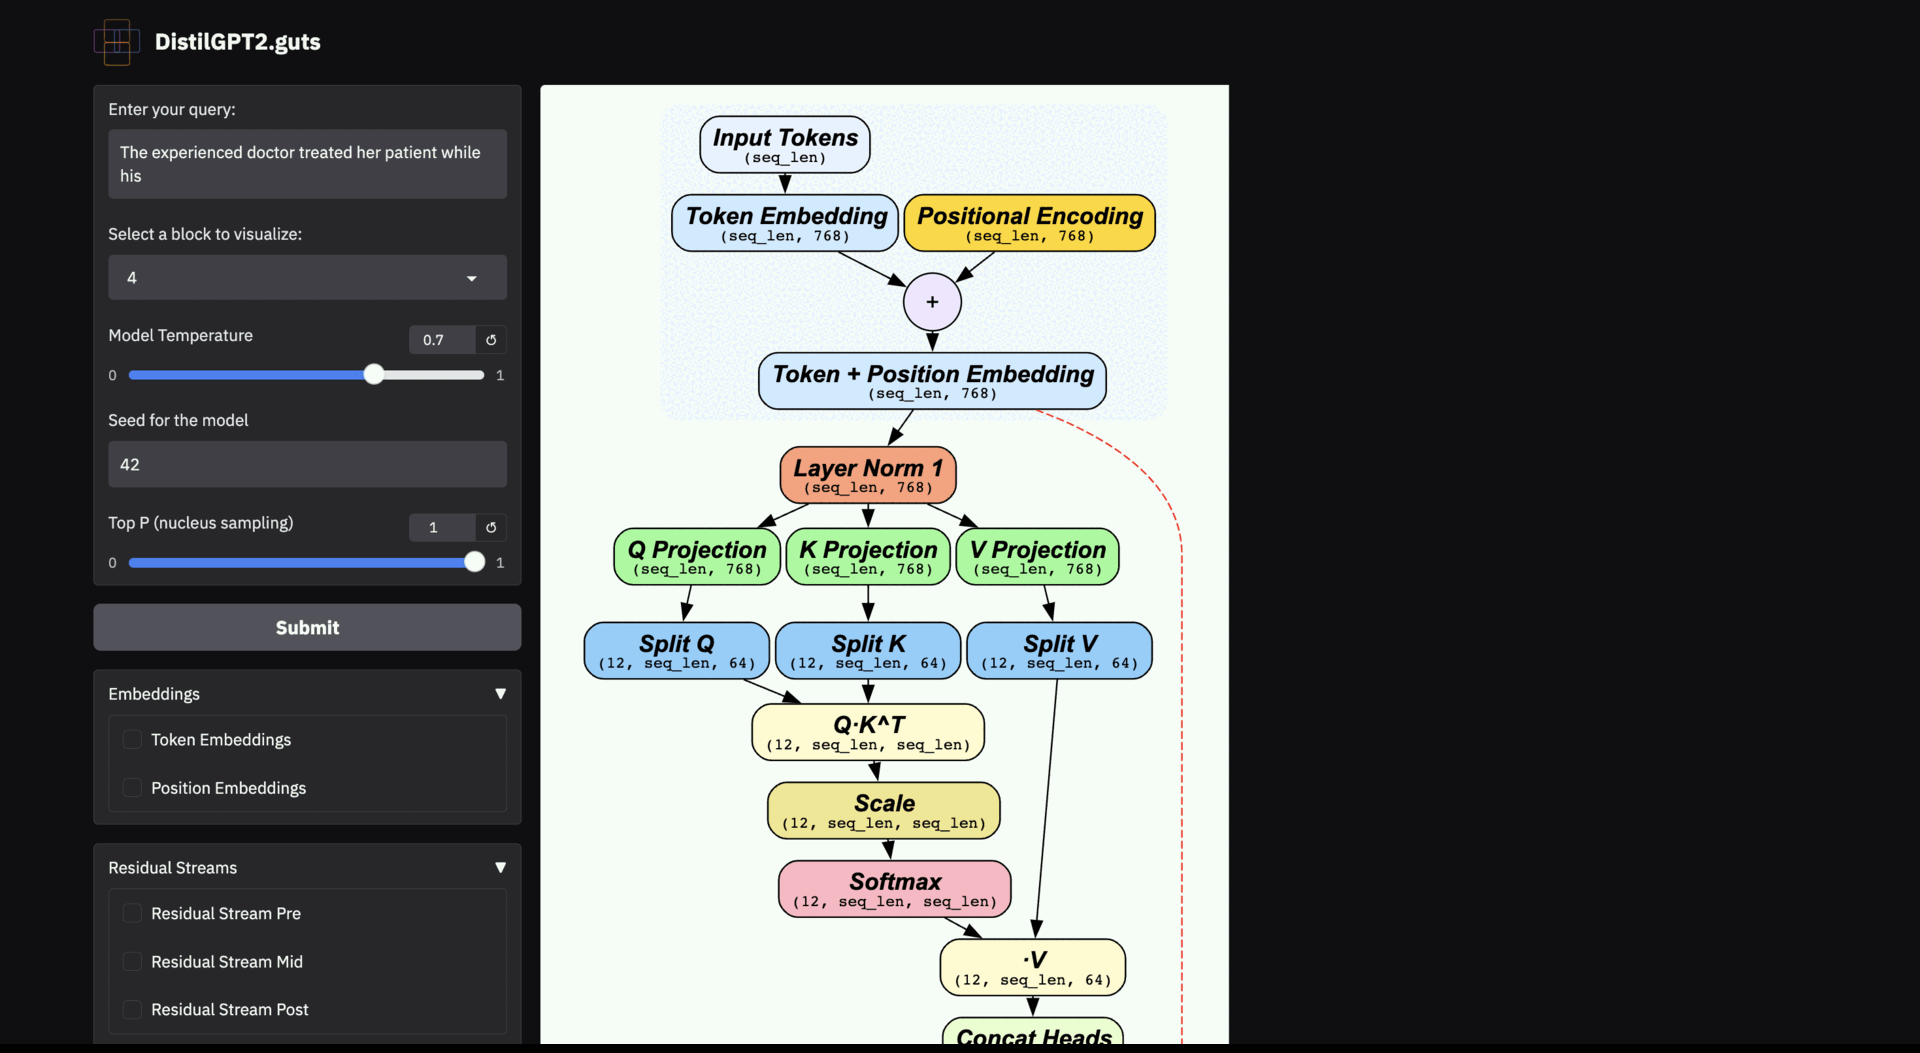 DistilGPT2.guts
Enter your query:
The experienced doctor treated her patient while
his
Select a block to visualize:
4
Model Temperature
0.7
↺
0
1
Seed for the model
42
Top P (nucleus sampling)
1
↺
0
1
Submit
Embeddings
Token Embeddings
Position Embeddings
Residual Streams
Residual Stream Pre
Residual Stream Mid
Residual Stream Post
Input Tokens
(seq_len)
Token Embedding
(seq_len, 768)
Positional Encoding
(seq_len, 768)
+
Token + Position Embedding
(seq_len, 768)
Layer Norm 1
(seq_len, 768)
Q Projection
(seq_len, 768)
K Projection
(seq_len, 768)
V Projection
(seq_len, 768)
Split Q
(12, seq_len, 64)
Split K
(12, seq_len, 64)
Split V
(12, seq_len, 64)
Q·K^T
(12, seq_len, seq_len)
Scale
(12, seq_len, seq_len)
Softmax
(12, seq_len, seq_len)
·V
(12, seq_len, 64)
Concat Heads